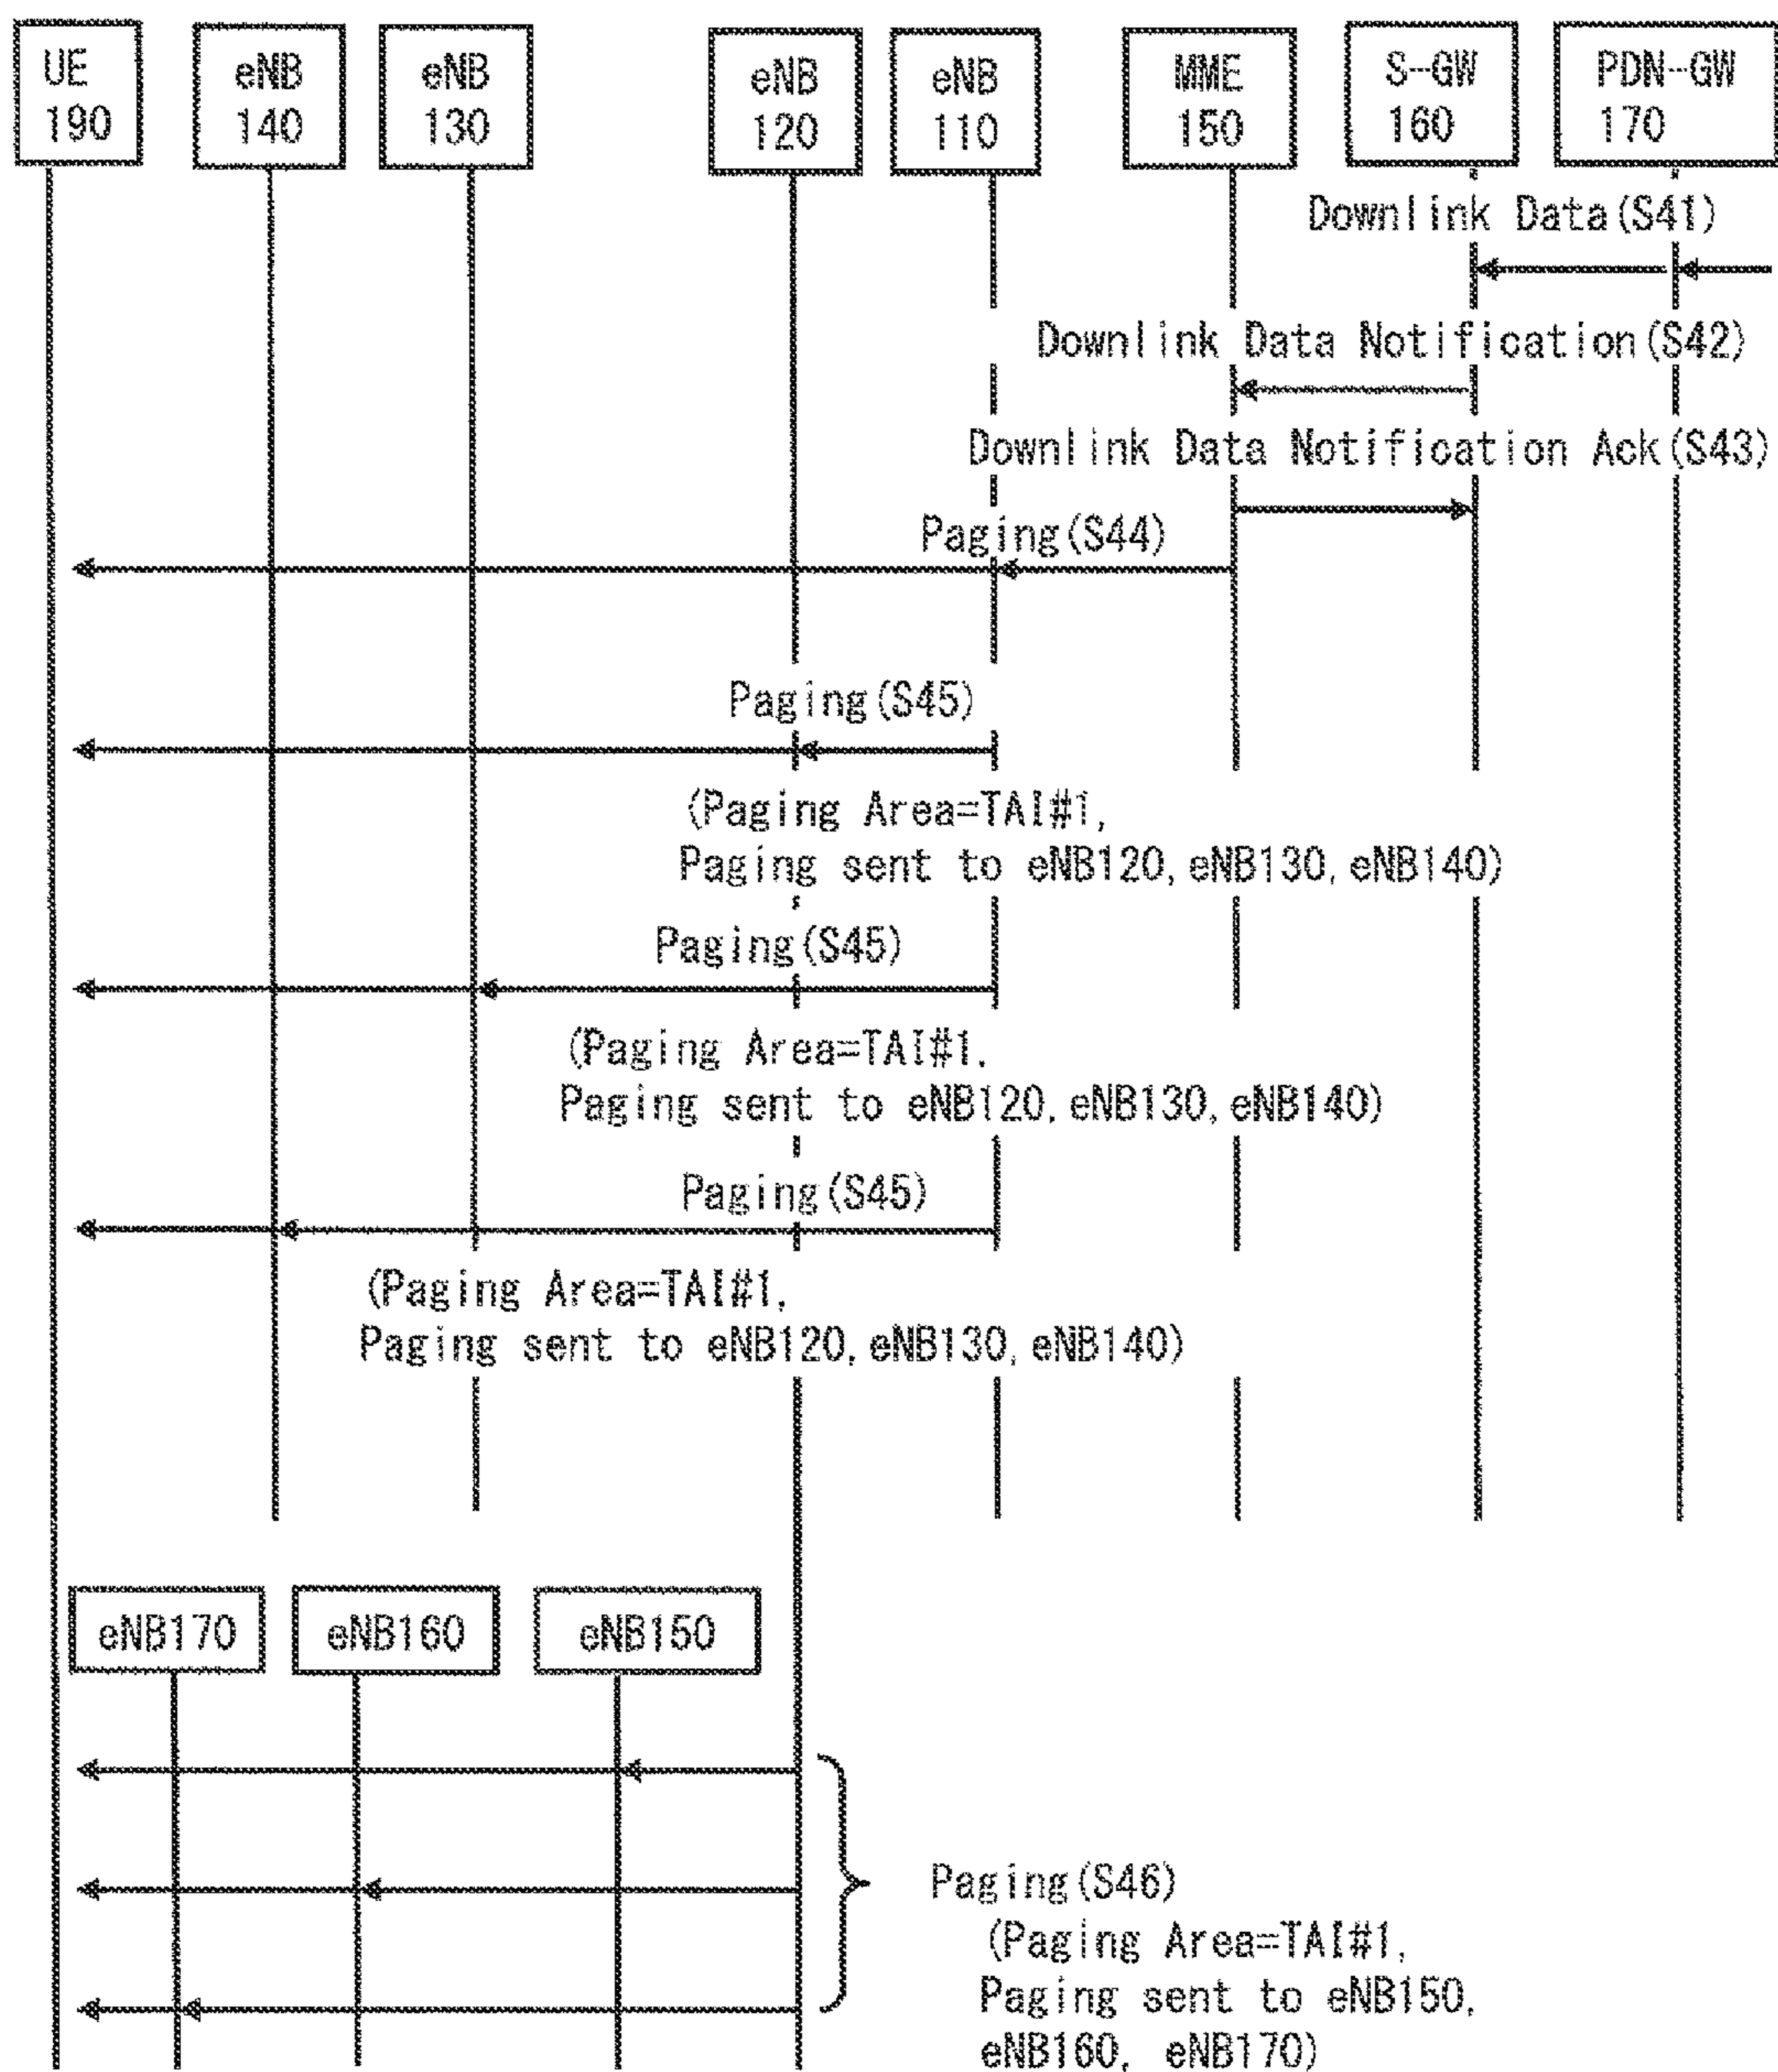 UE
190
eNB
140
eNB
130
eNB
120
eNB
110
MME
150
S-GW
160
PDN-GW
170
Downlink Data(S41)
Downlink Data Notification(S42)
Downlink Data Notification Ack(S43)
Paging(S44)
Paging(S45)
(Paging Area=TAI#1,
Paging sent to eNB120, eNB130, eNB140)
Paging(S45)
(Paging Area=TAI#1,
Paging sent to eNB120, eNB130, eNB140)
Paging(S45)
(Paging Area=TAI#1,
Paging sent to eNB120, eNB130, eNB140)
eNB170
eNB160
eNB150
Paging(S46)
(Paging Area=TAI#1,
Paging sent to eNB150,
eNB160, eNB170)